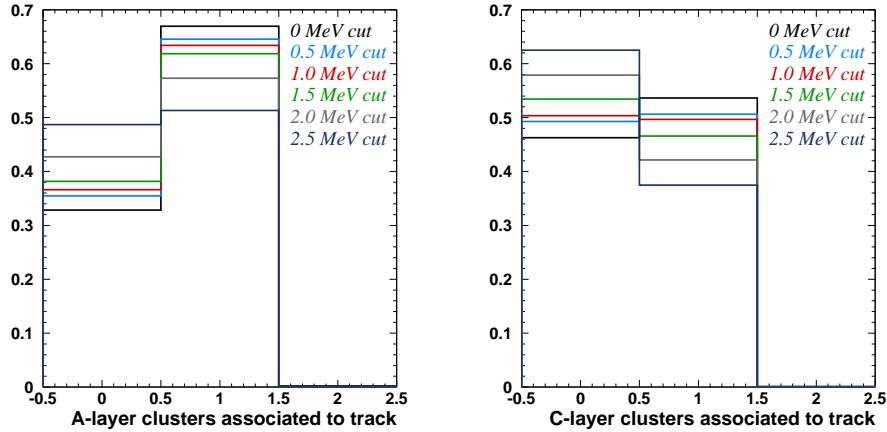 0.7
0.6
0.5
0.4
0.3
0.2
0.1
0
-0.5 0 0.5 1 1.5 2 2.5
A-layer clusters associated to track
0 MeV cut
0.5 MeV cut
1.0 MeV cut
1.5 MeV cut
2.0 MeV cut
2.5 MeV cut
0.7
0.6
0.5
0.4
0.3
0.2
0.1
0
-0.5 0 0.5 1 1.5 2 2.5
C-layer clusters associated to track
0 MeV cut
0.5 MeV cut
1.0 MeV cut
1.5 MeV cut
2.0 MeV cut
2.5 MeV cut